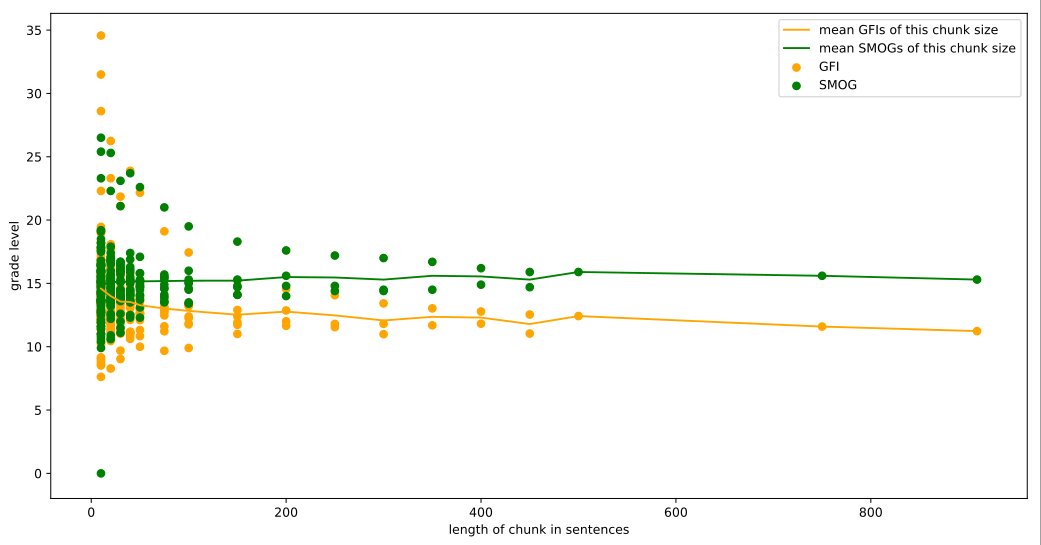 35
30
25
20
15
10
5
0
grade level
0 200 400 600 800
length of chunk in sentences
mean GFIs of this chunk size
mean SMOGs of this chunk size
GFI
SMOG